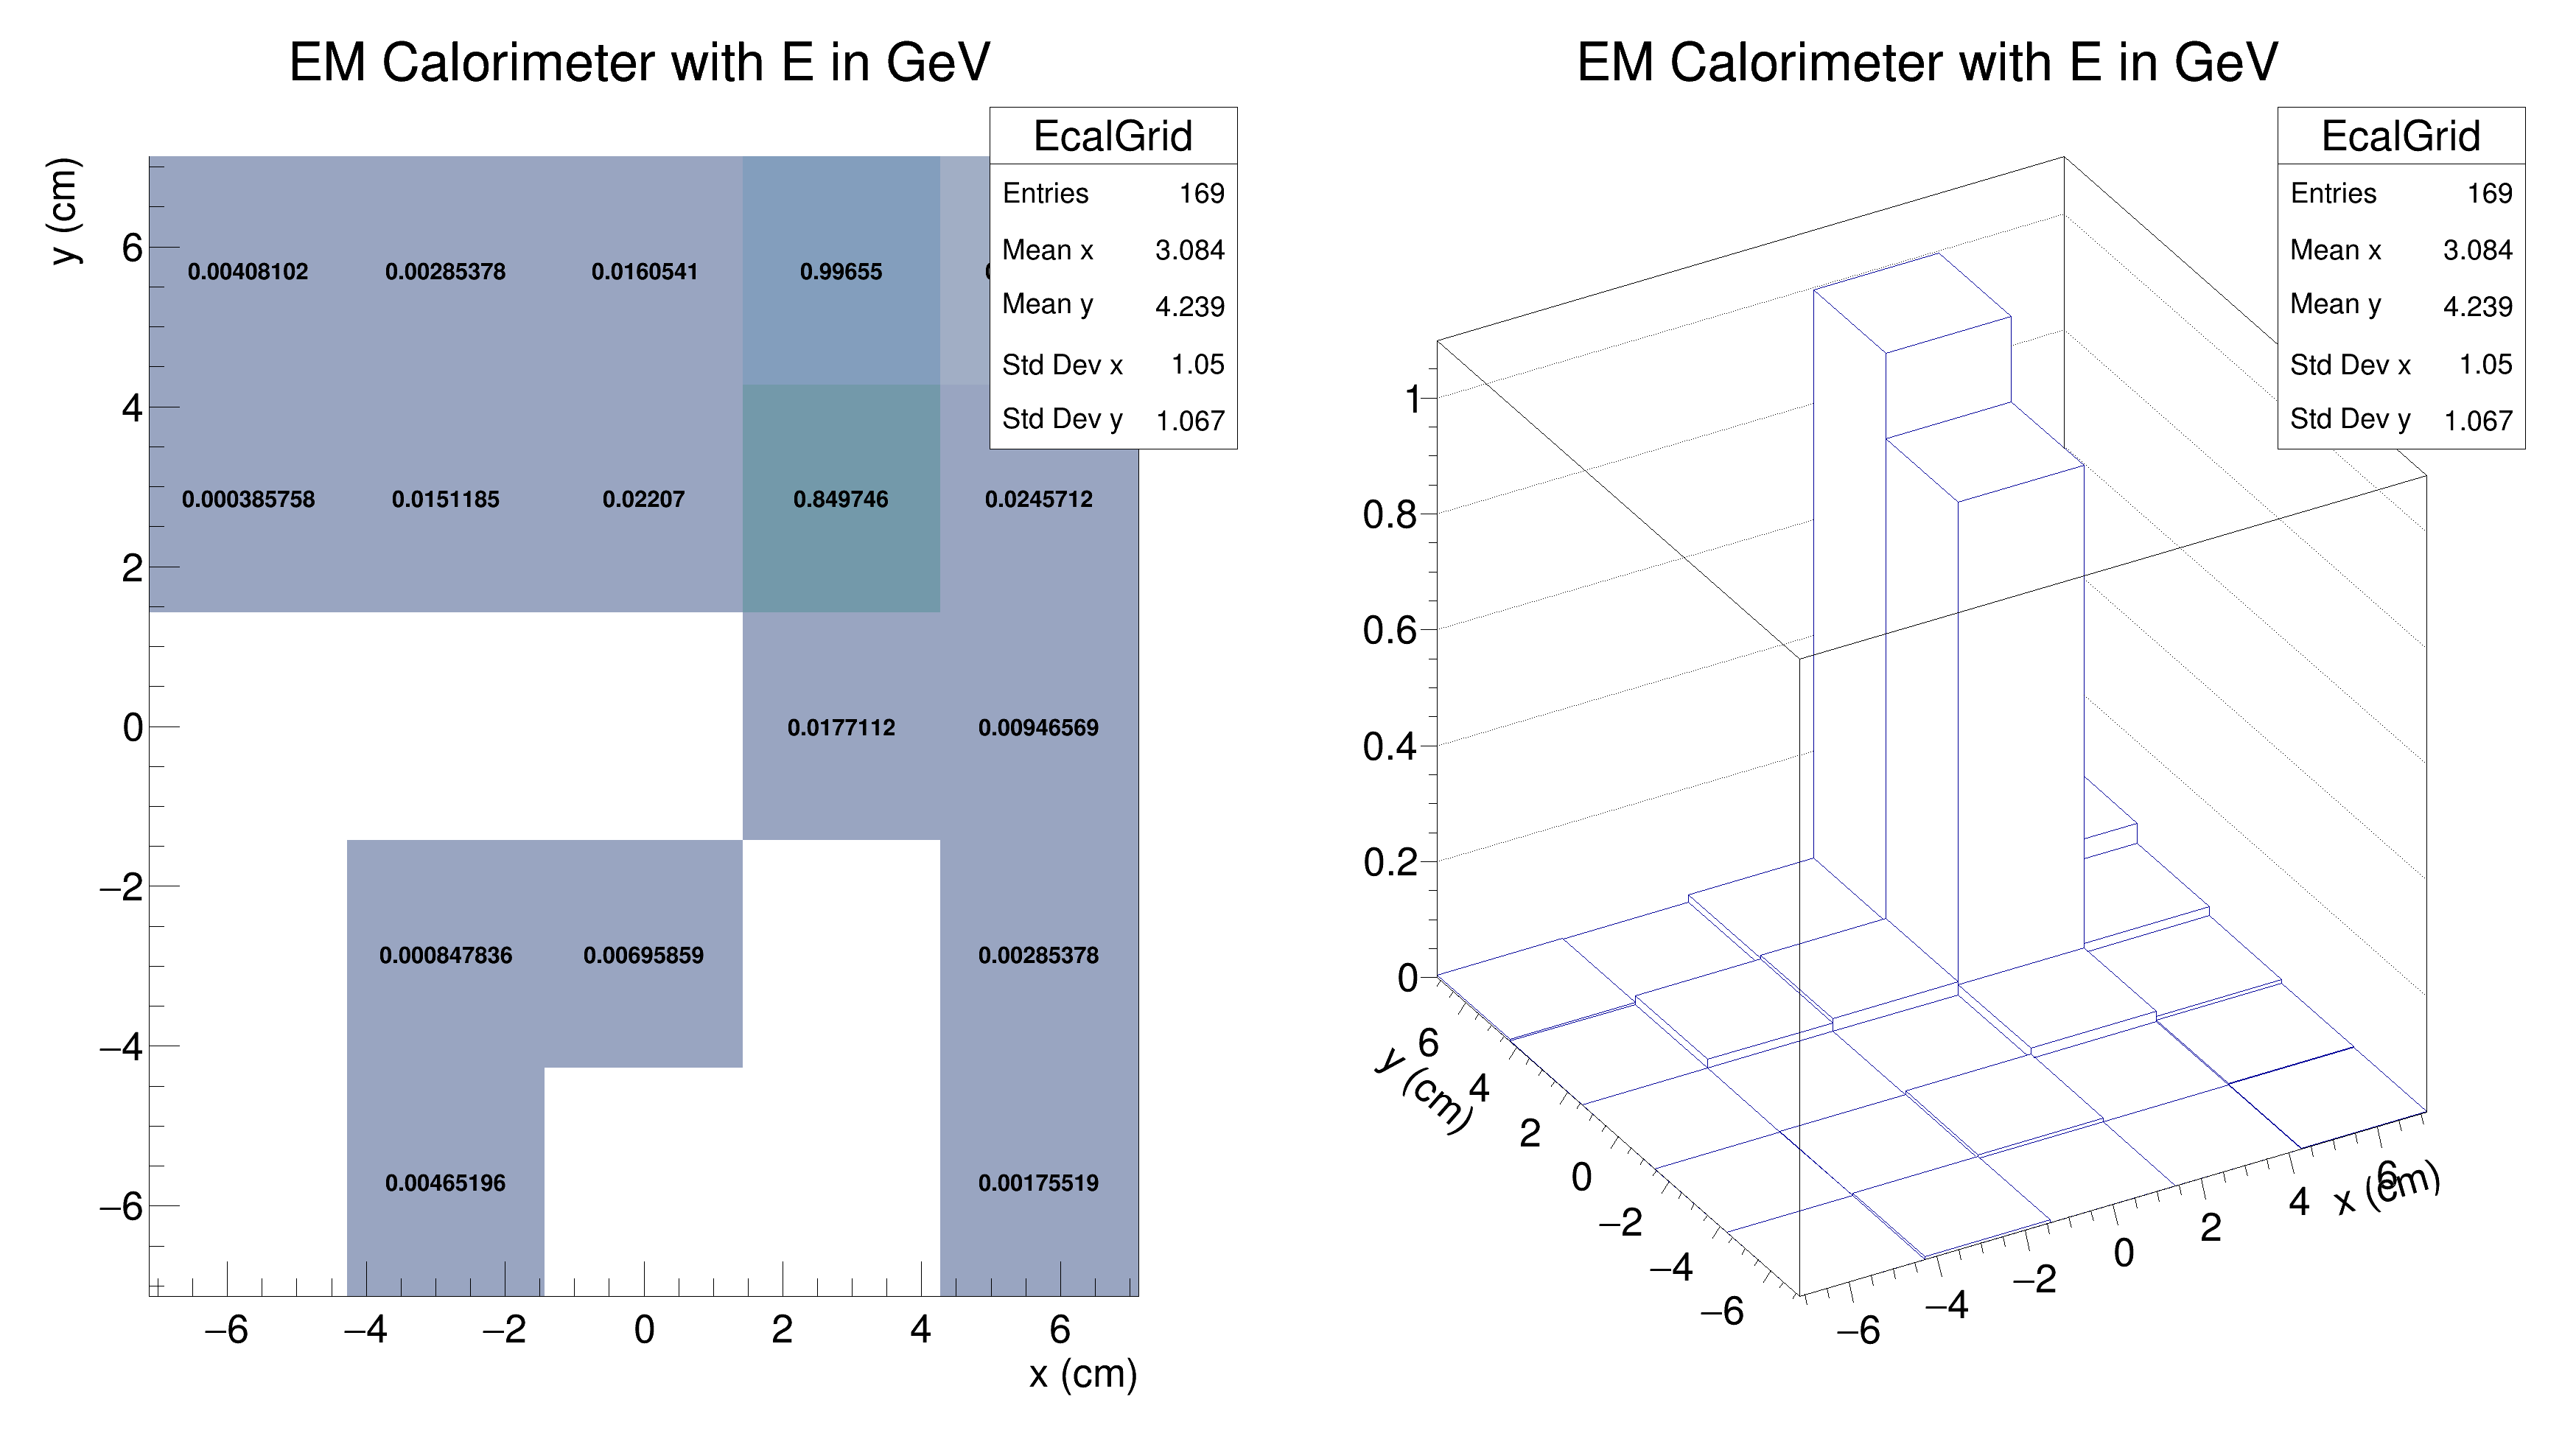 EM Calorimeter with E in GeV
EcalGrid
Entries 169
Mean x 3.084
Mean y 4.239
Std Dev x 1.05
Std Dev y 1.067
y (cm)
6
4
2
0
−2
−4
−6
0.00408102 0.00285378 0.0160541 0.99655
0.000385758 0.0151185 0.02207 0.849746 0.0245712
0.0177112 0.00946569
0.000847836 0.00695859 0.00285378
0.00465196 0.00175519
−6 −4 −2 0 2 4 6
x (cm)
EM Calorimeter with E in GeV
EcalGrid
Entries 169
Mean x 3.084
Mean y 4.239
Std Dev x 1.05
Std Dev y 1.067
1
0.8
0.6
0.4
0.2
0
y (cm)
6
4
2
0
−2
−4
−6
−6 −4 −2 0 2 4 6
x (cm)